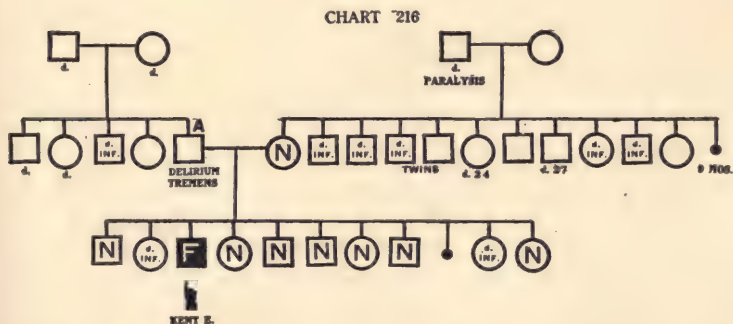 CHART 216
d.
d.
d.
PARALYSIS
A
d.
d.
d. INF.
DELIRIUM
TREMENS
N
d. INF.
d. INF.
d. INF.
TWINS
d. 24
d. 27
d. INF.
d. INF.
9 MOS.
N
d. INF.
F
N
N
N
N
N
d. INF.
N
KENT E.